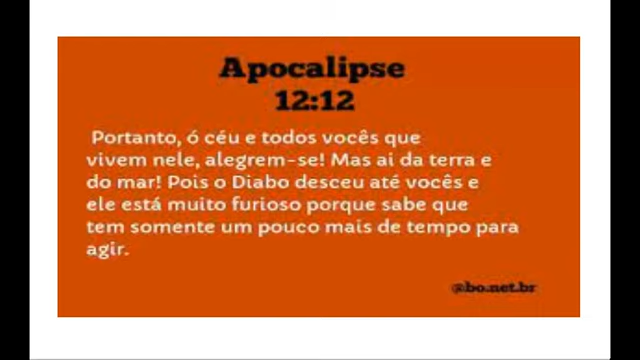 Apocalipse
12:12
Portanto, ó céu e todos vocês que
vivem nele, alegrem-se! Mas ai da terra e
do mar! Pois o Diabo desceu até vocês e
ele está muito furioso porque sabe que
tem somente um pouco mais de tempo para
agir.
@bo.net.br